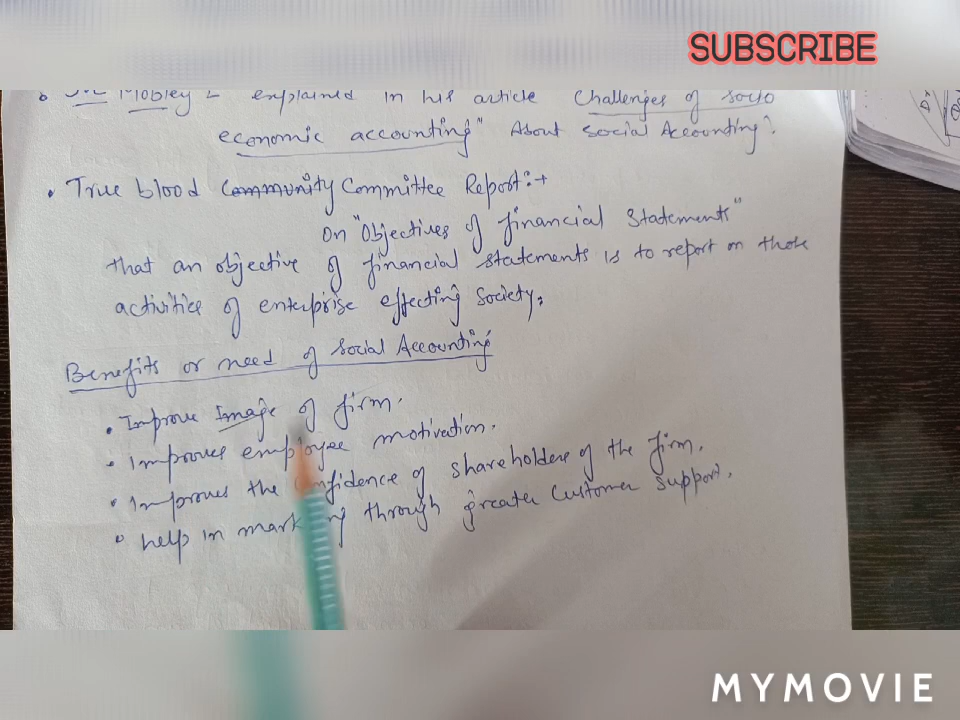 SUBSCRIBE
Mobley - explained in his article Challenges of socio
economic accounting" About Social Accounting.
• True blood Community Committee Report:→
On "Objectives of financial Statements"
that an objective of financial statements is to report on those
activities of enterprise effecting Society.
Benefits or need of Social Accounting
• Improve Image of firm.
• Improves employee motivation.
• Improves the confidence of shareholders of the firm.
• help in mark ng through greater Customer Support.
MYMOVIE